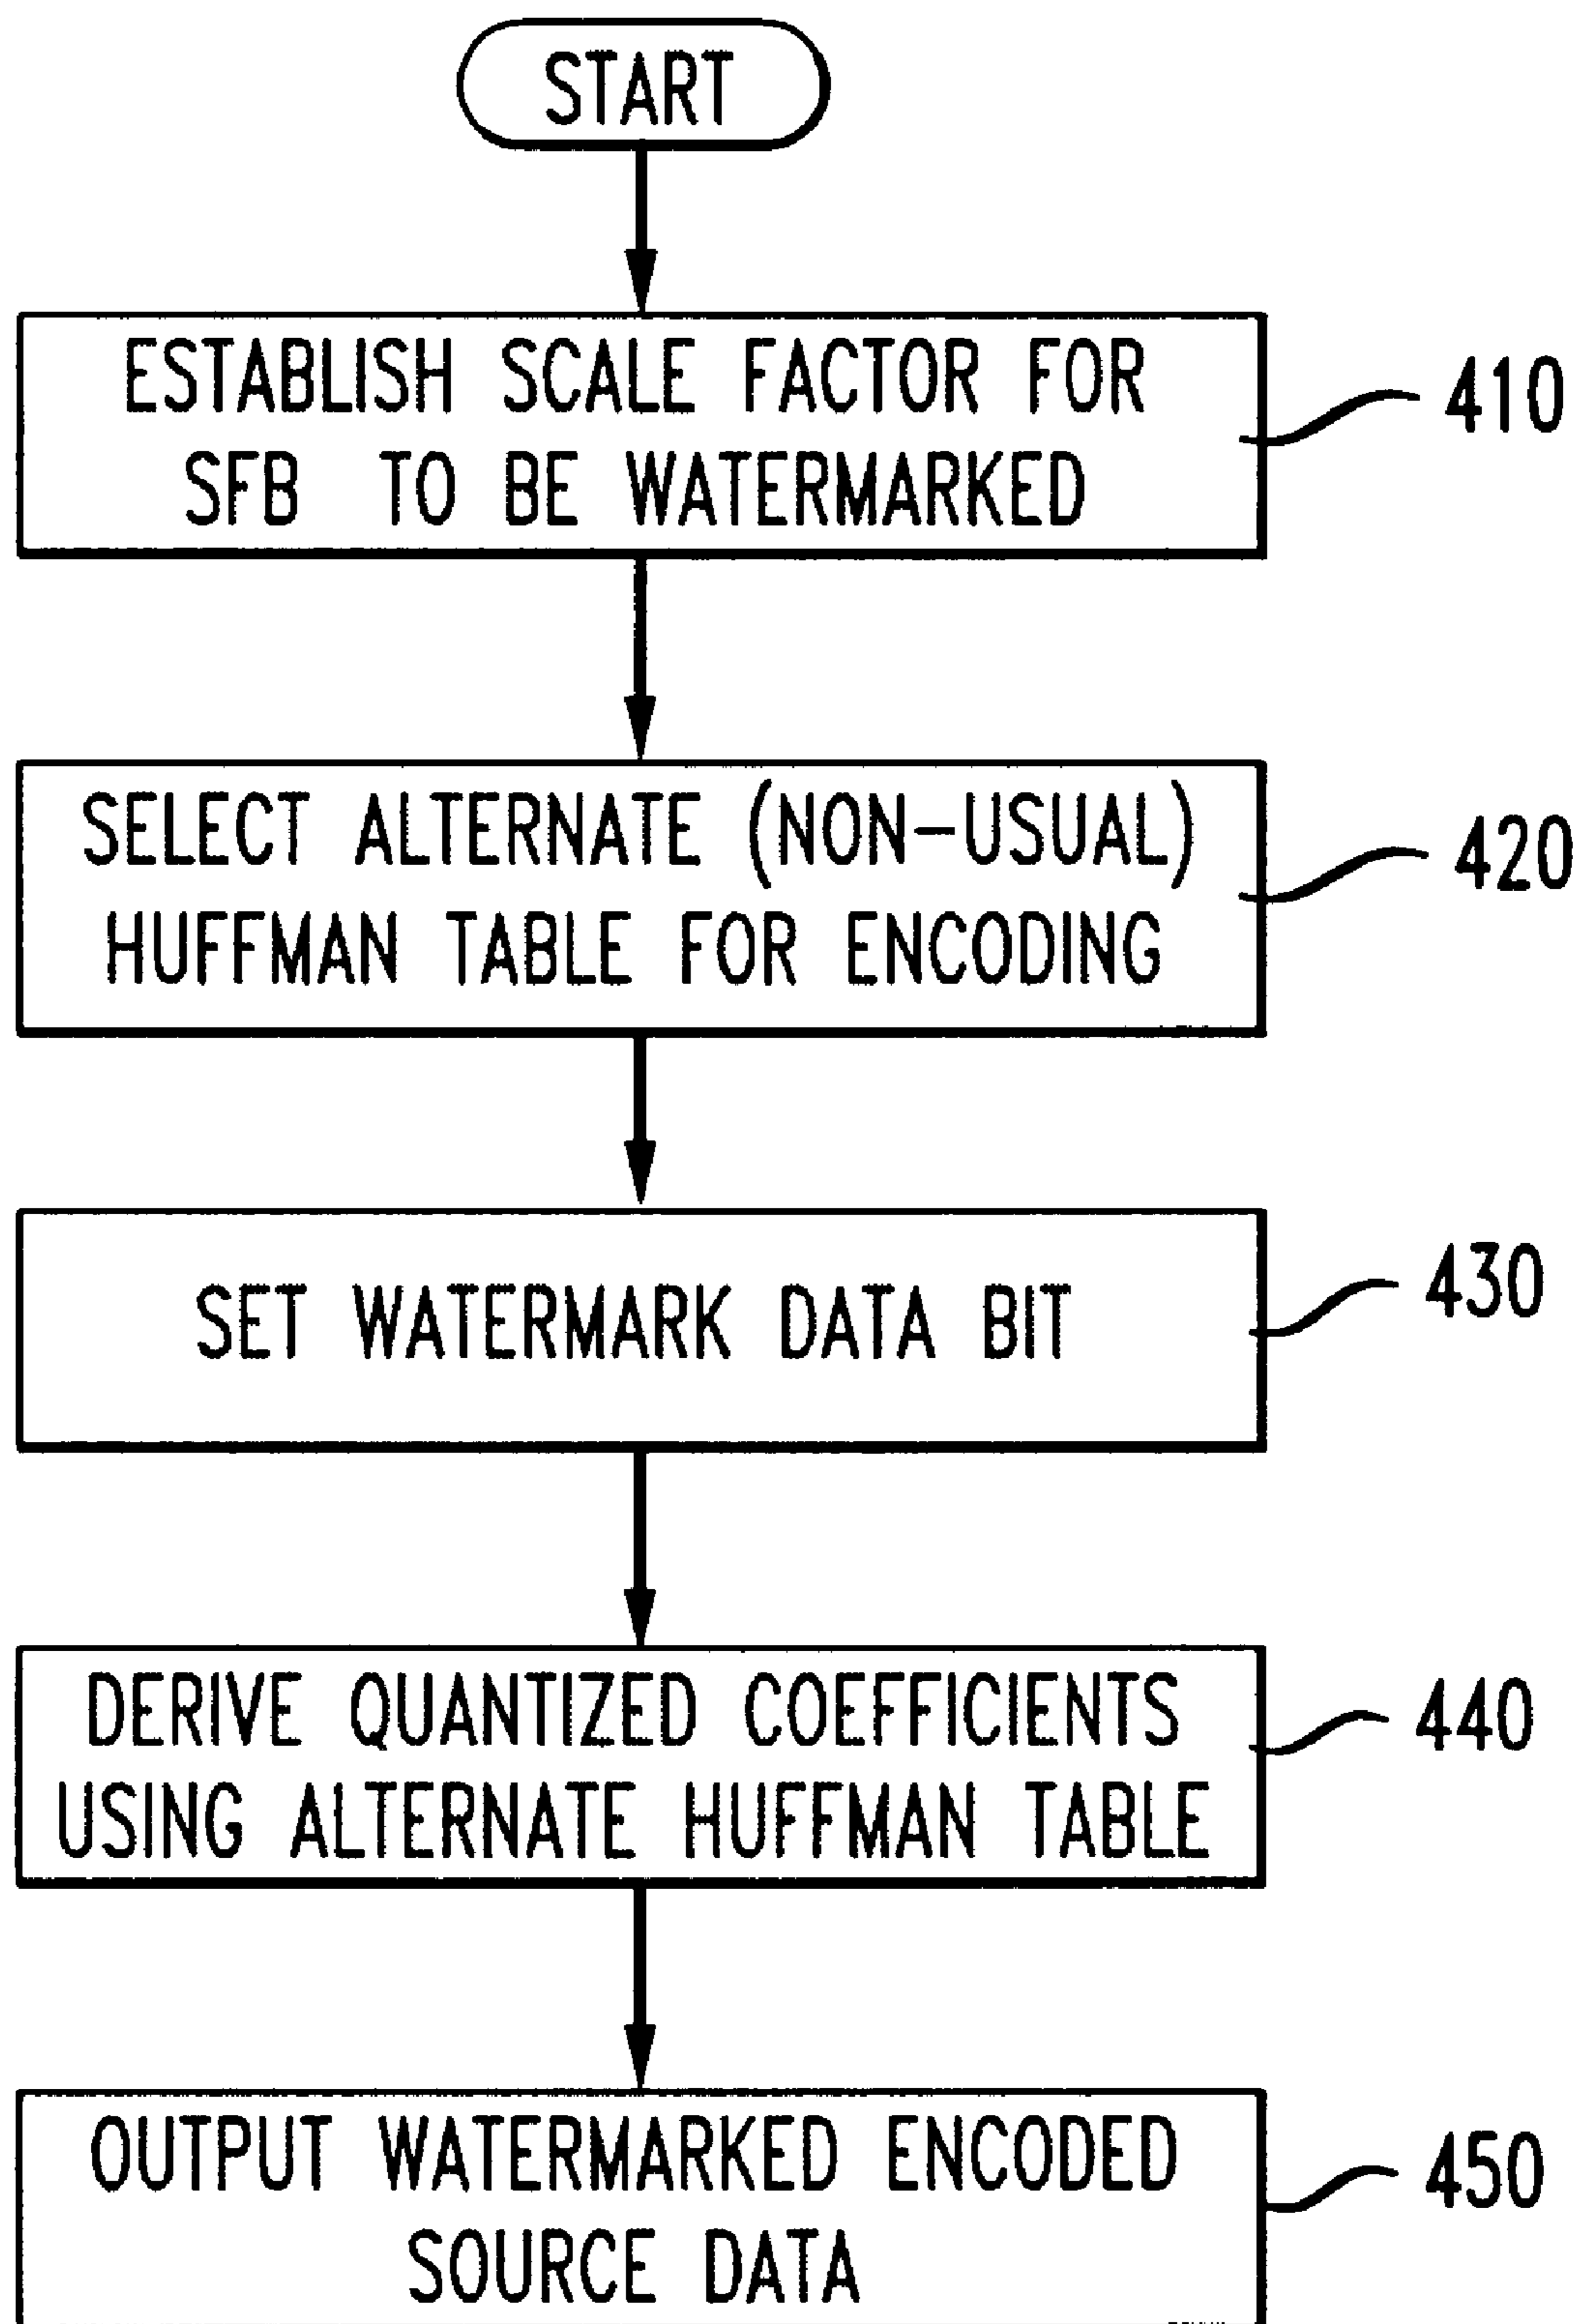 START
ESTABLISH SCALE FACTOR FOR
SFB TO BE WATERMARKED
410
SELECT ALTERNATE (NON-USUAL)
HUFFMAN TABLE FOR ENCODING
420
SET WATERMARK DATA BIT
430
DERIVE QUANTIZED COEFFICIENTS
USING ALTERNATE HUFFMAN TABLE
440
OUTPUT WATERMARKED ENCODED
SOURCE DATA
450